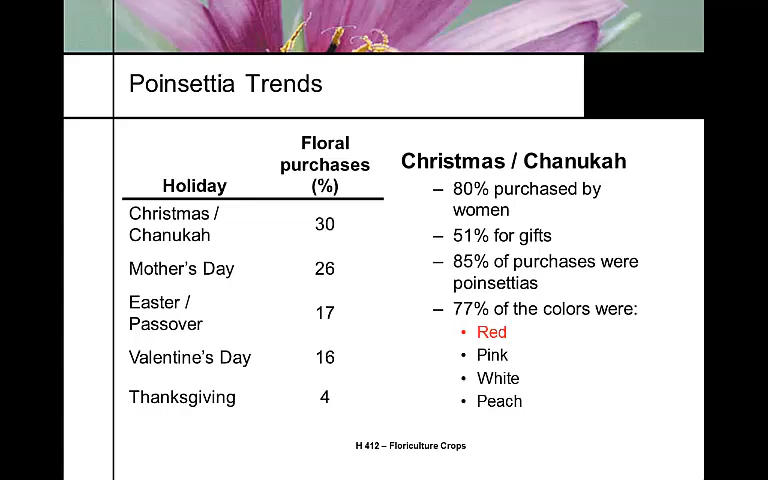 Poinsettia Trends
Floral
purchases
Holiday (%)
Christmas /
Chanukah 30
Mother's Day 26
Easter /
Passover 17
Valentine's Day 16
Thanksgiving 4
Christmas / Chanukah
– 80% purchased by
women
– 51% for gifts
– 85% of purchases were
poinsettias
– 77% of the colors were:
• Red
• Pink
• White
• Peach
H 412 – Floriculture Crops